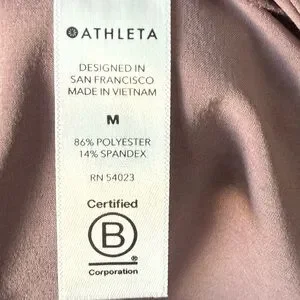 ATHLETA
DESIGNED IN
SAN FRANCISCO
MADE IN VIETNAM
M
86% POLYESTER
14% SPANDEX
RN 54023
Certified
B
®
Corporation